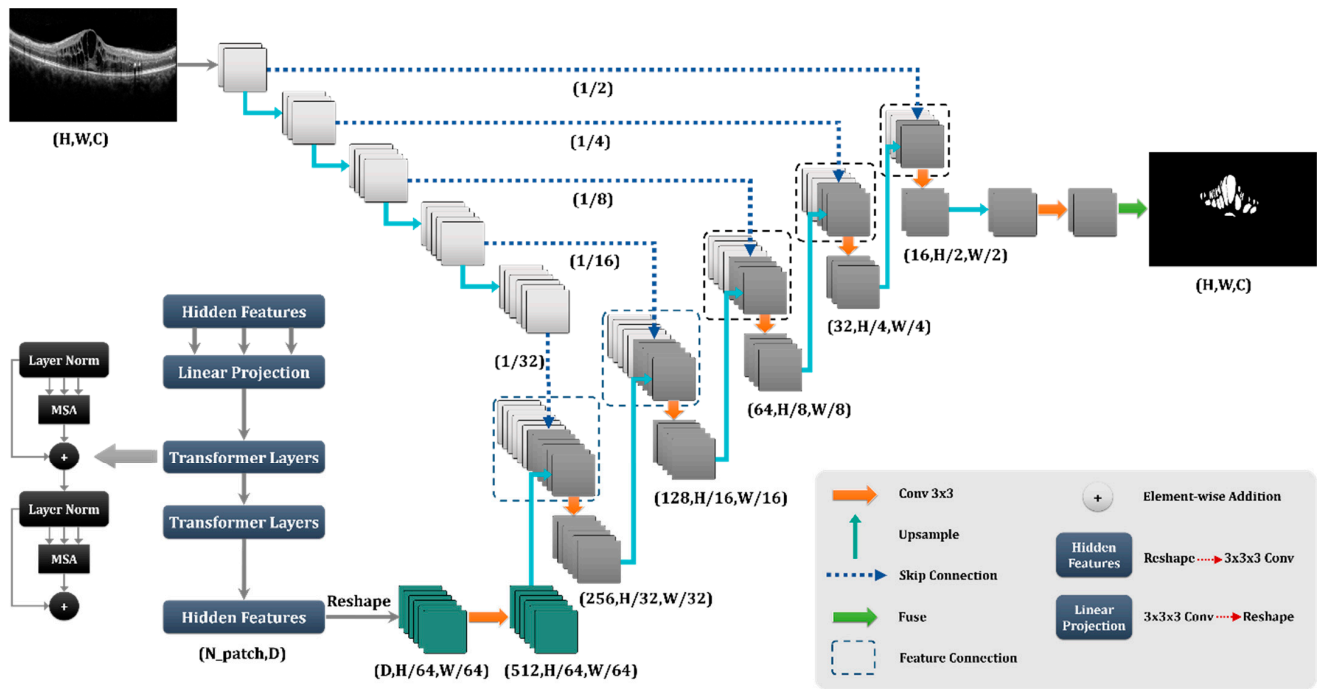 (H,W,C)
(1/2)
(1/4)
(1/8)
(1/16)
(1/32)
(16,H/2,W/2)
(H,W,C)
(32,H/4,W/4)
(64,H/8,W/8)
(128,H/16,W/16)
(256,H/32,W/32)
Hidden Features
Linear Projection
Transformer Layers
Transformer Layers
Hidden Features
(N_patch,D)
Layer Norm
MSA
+
Layer Norm
MSA
+
Reshape
(D,H/64,W/64)
(512,H/64,W/64)
Conv 3x3
Upsample
Skip Connection
Fuse
Feature Connection
+
Element-wise Addition
Hidden
Features
Reshape
3x3x3 Conv
Linear
Projection
3x3x3 Conv
Reshape